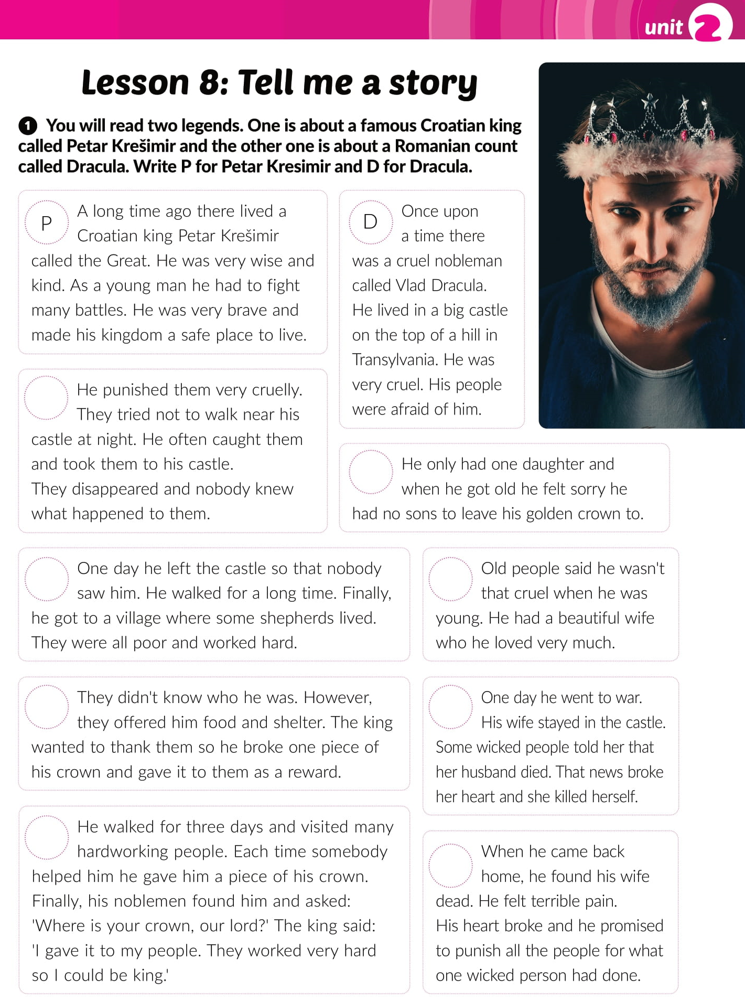 unit 2
Lesson 8: Tell me a story
1 You will read two legends. One is about a famous Croatian king
called Petar Krešimir and the other one is about a Romanian count
called Dracula. Write P for Petar Kresimir and D for Dracula.
P
A long time ago there lived a
Croatian king Petar Krešimir
called the Great. He was very wise and
kind. As a young man he had to fight
many battles. He was very brave and
made his kingdom a safe place to live.
D
Once upon
a time there
was a cruel nobleman
called Vlad Dracula.
He lived in a big castle
on the top of a hill in
Transylvania. He was
very cruel. His people
were afraid of him.
He punished them very cruelly.
They tried not to walk near his
castle at night. He often caught them
and took them to his castle.
They disappeared and nobody knew
what happened to them.
He only had one daughter and
when he got old he felt sorry he
had no sons to leave his golden crown to.
One day he left the castle so that nobody
saw him. He walked for a long time. Finally,
he got to a village where some shepherds lived.
They were all poor and worked hard.
Old people said he wasn't
that cruel when he was
young. He had a beautiful wife
who he loved very much.
They didn't know who he was. However,
they offered him food and shelter. The king
wanted to thank them so he broke one piece of
his crown and gave it to them as a reward.
One day he went to war.
His wife stayed in the castle.
Some wicked people told her that
her husband died. That news broke
her heart and she killed herself.
He walked for three days and visited many
hardworking people. Each time somebody
helped him he gave him a piece of his crown.
Finally, his noblemen found him and asked:
'Where is your crown, our lord?' The king said:
'I gave it to my people. They worked very hard
so I could be king.'
When he came back
home, he found his wife
dead. He felt terrible pain.
His heart broke and he promised
to punish all the people for what
one wicked person had done.